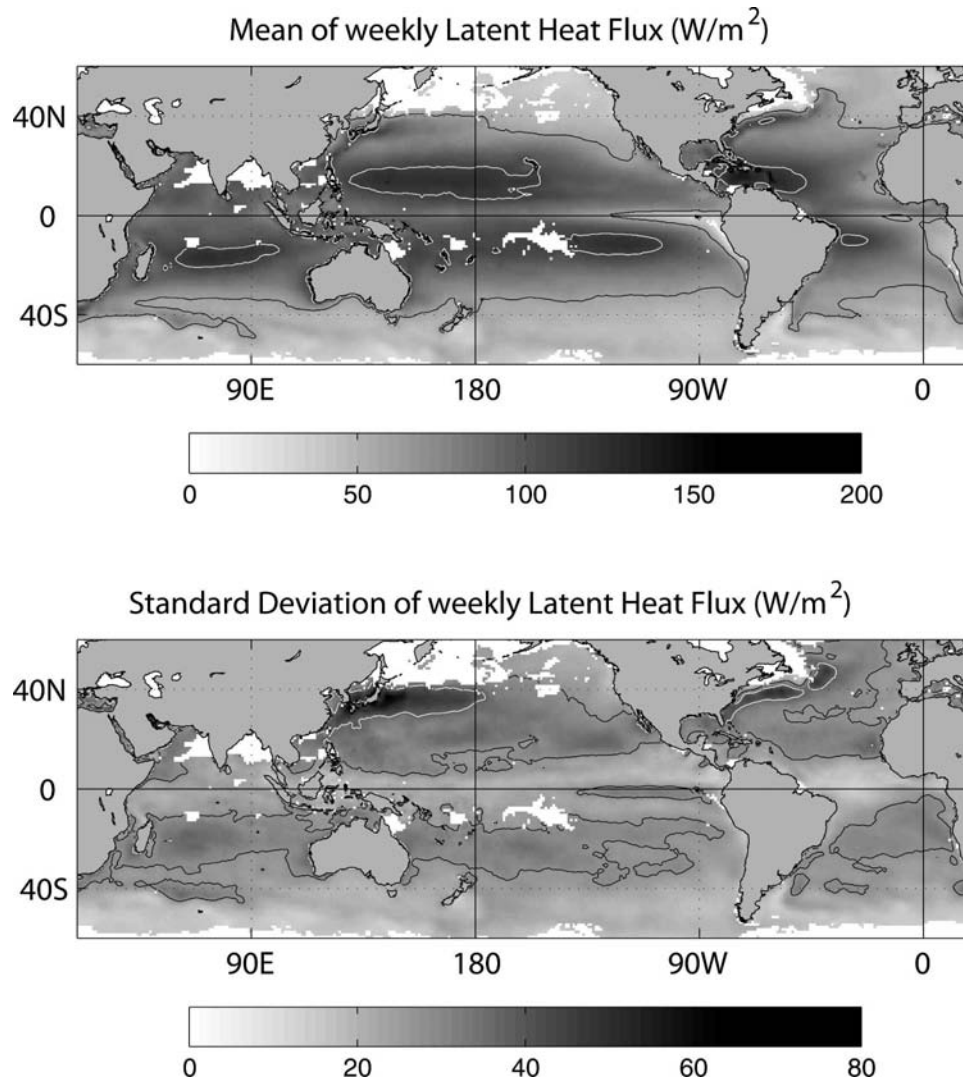 Mean of weekly Latent Heat Flux (W/m²)
40N
0
40S
90E 180 90W 0
0 50 100 150 200
Standard Deviation of weekly Latent Heat Flux (W/m²)
40N
0
40S
90E 180 90W 0
0 20 40 60 80